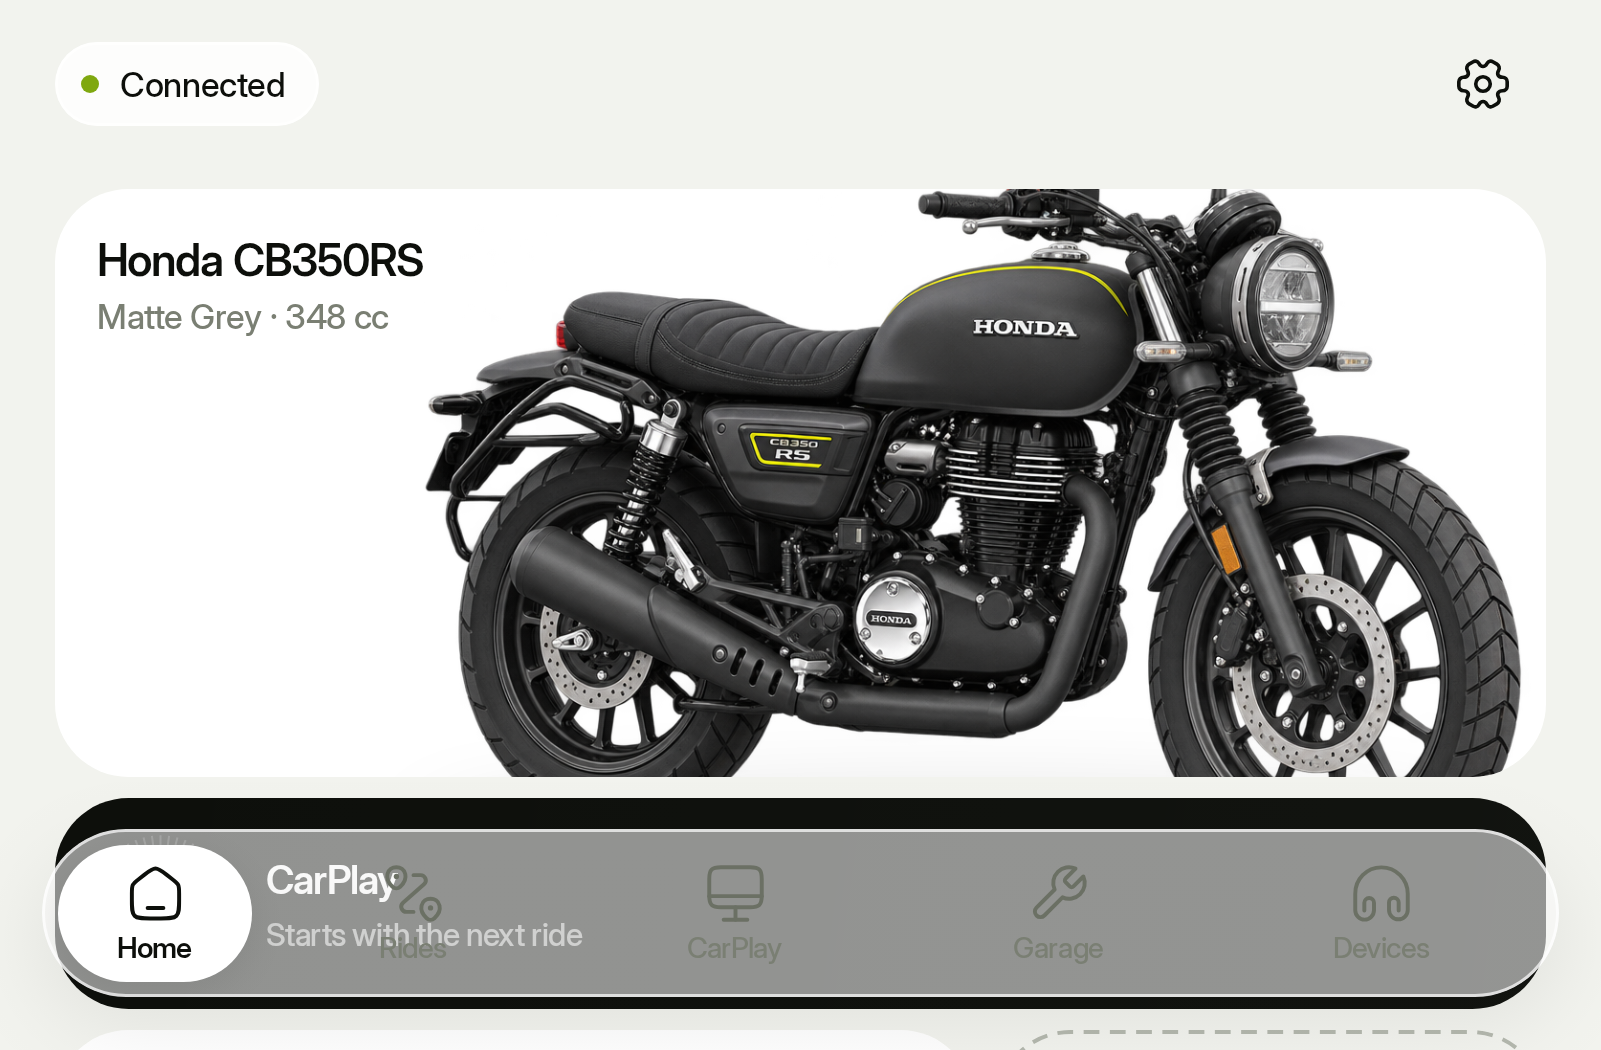 Connected
Honda CB350RS
Matte Grey · 348 cc
HONDA
CB350
RS
HONDA
CarPlay
Starts with the next ride
Home
Rides
CarPlay
Garage
Devices